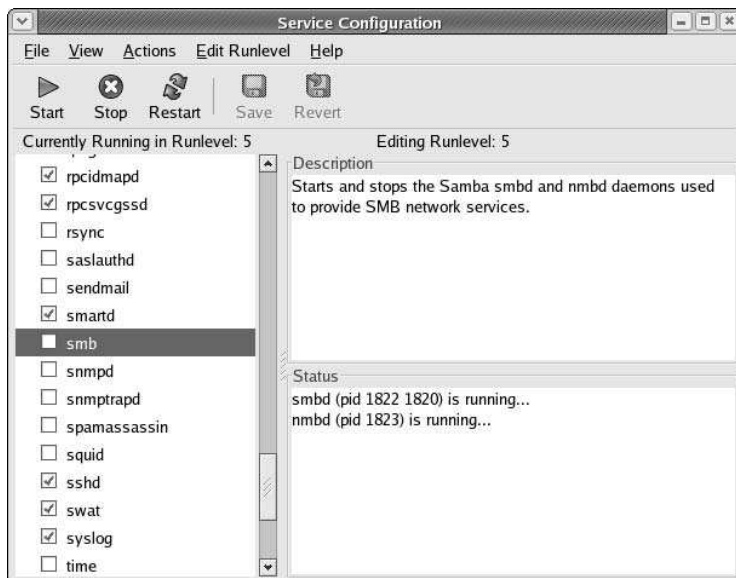 Service Configuration
File View Actions Edit Runlevel Help
Start Stop Restart Save Revert
Currently Running in Runlevel: 5 Editing Runlevel: 5
rpcidmapd
rpcsvcgssd
rsync
saslauthd
sendmail
smartd
smb
snmpd
snmptrapd
spamassassin
squid
sshd
swat
syslog
time
Description
Starts and stops the Samba smbd and nmbd daemons used
to provide SMB network services.
Status
smbd (pid 1822 1820) is running...
nmbd (pid 1823) is running...